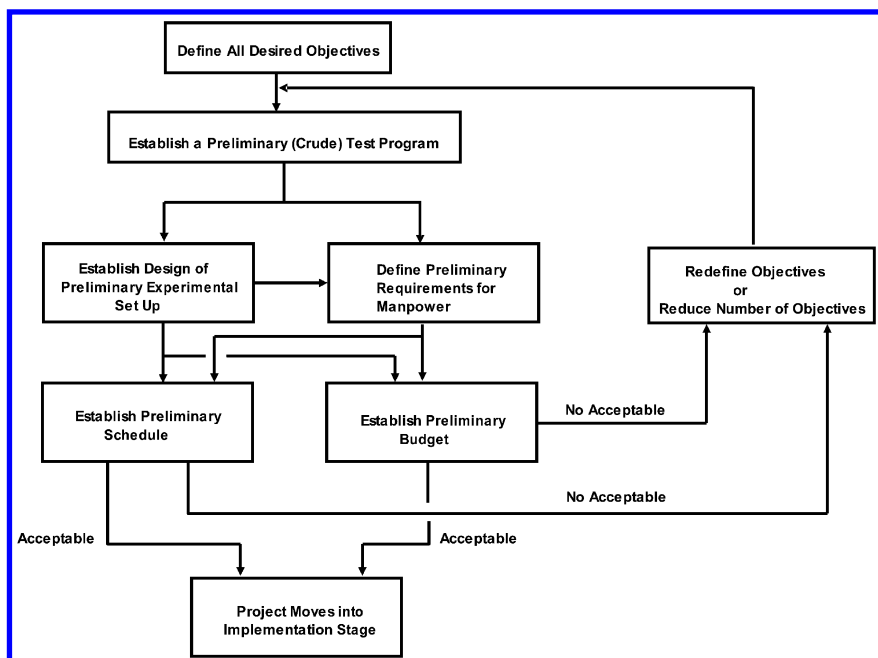 Define All Desired Objectives
Establish a Preliminary (Crude) Test Program
Establish Design of
Preliminary Experimental
Set Up
Define Preliminary
Requirements for
Manpower
Redefine Objectives
or
Reduce Number of Objectives
Establish Preliminary
Schedule
Establish Preliminary
Budget
No Acceptable
No Acceptable
Acceptable
Acceptable
Project Moves into
Implementation Stage